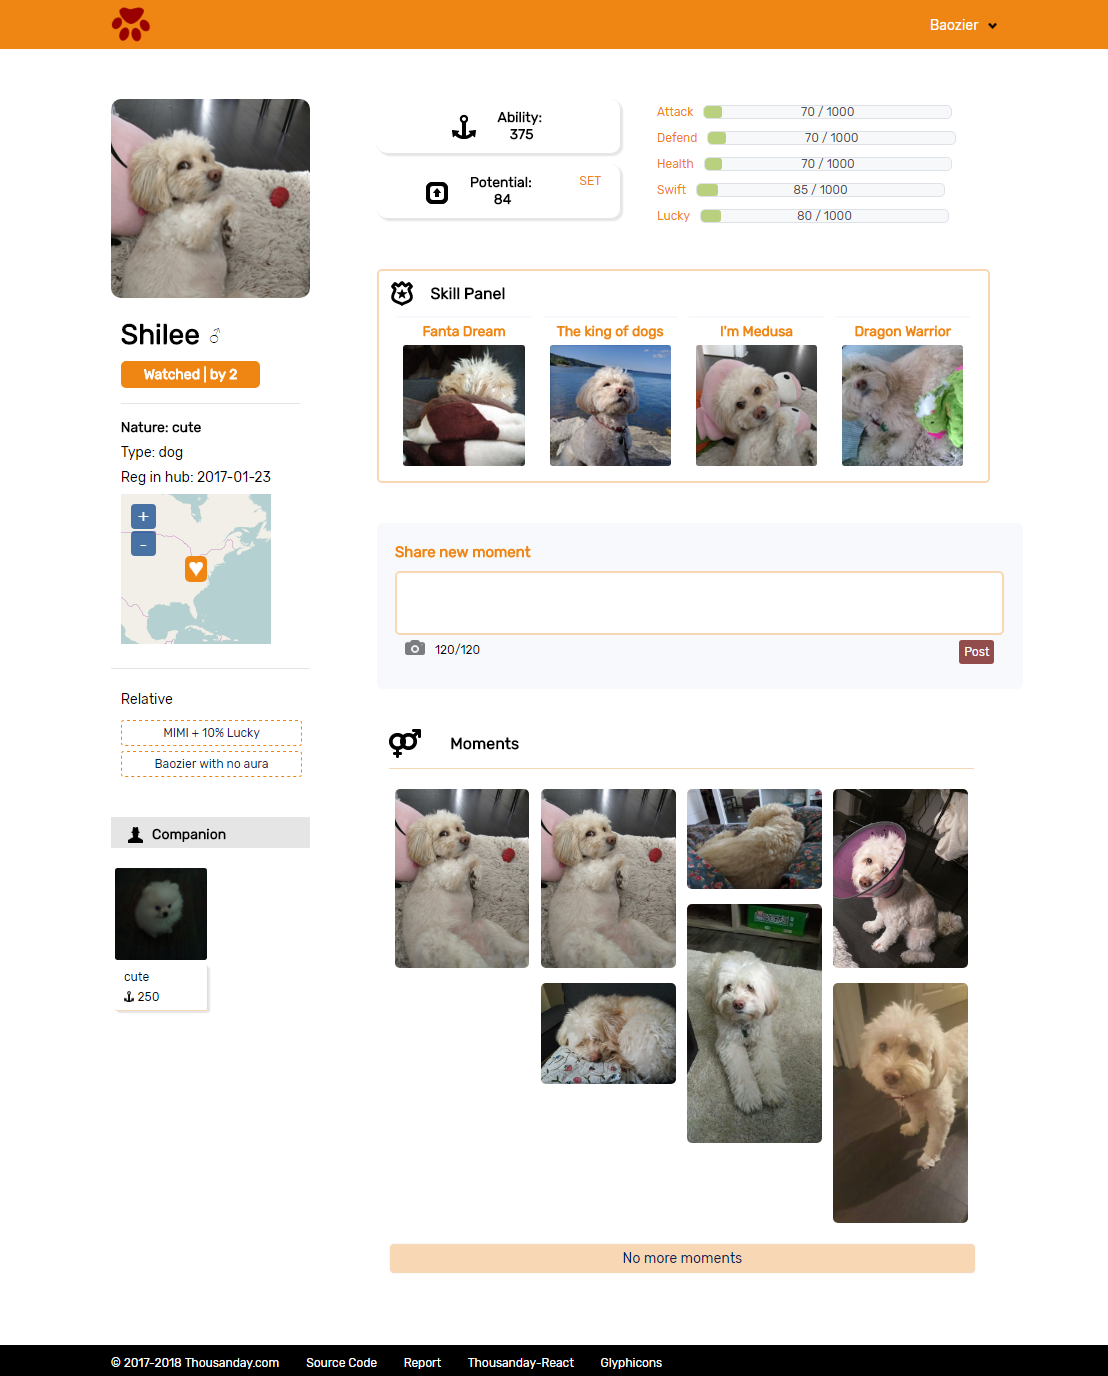 Baozier
Ability:
375
Potential:
84
SET
Attack 70 / 1000
Defend 70 / 1000
Health 70 / 1000
Swift 85 / 1000
Lucky 80 / 1000
Shilee ♂
Watched | by 2
Nature: cute
Type: dog
Reg in hub: 2017-01-23
+
-
Relative
MIMI + 10% Lucky
Baozier with no aura
Companion
cute
250
Skill Panel
Fanta Dream
The king of dogs
I'm Medusa
Dragon Warrior
Share new moment
120/120
Post
Moments
No more moments
© 2017-2018 Thousanday.com Source Code Report Thousanday-React Glyphicons